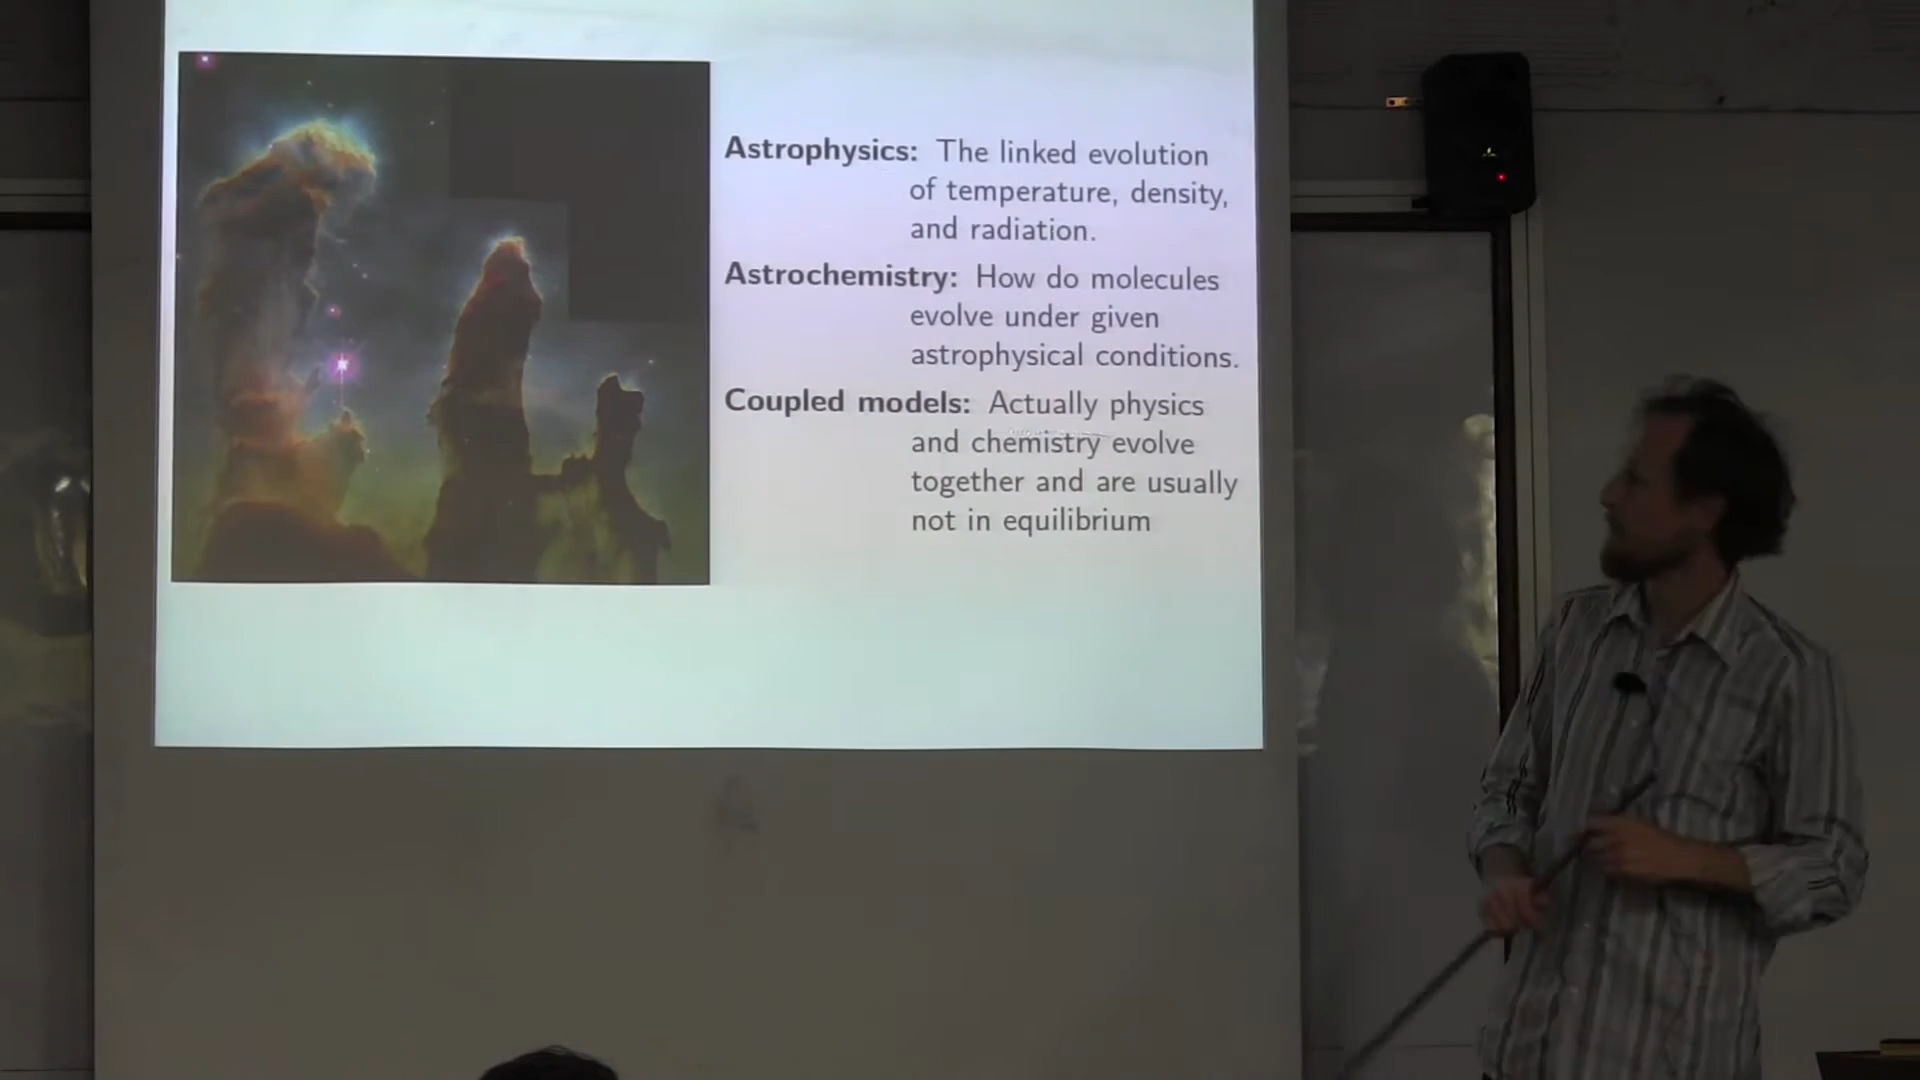 Astrophysics: The linked evolution
of temperature, density,
and radiation.
Astrochemistry: How do molecules
evolve under given
astrophysical conditions.
Coupled models: Actually physics
and chemistry evolve
together and are usually
not in equilibrium